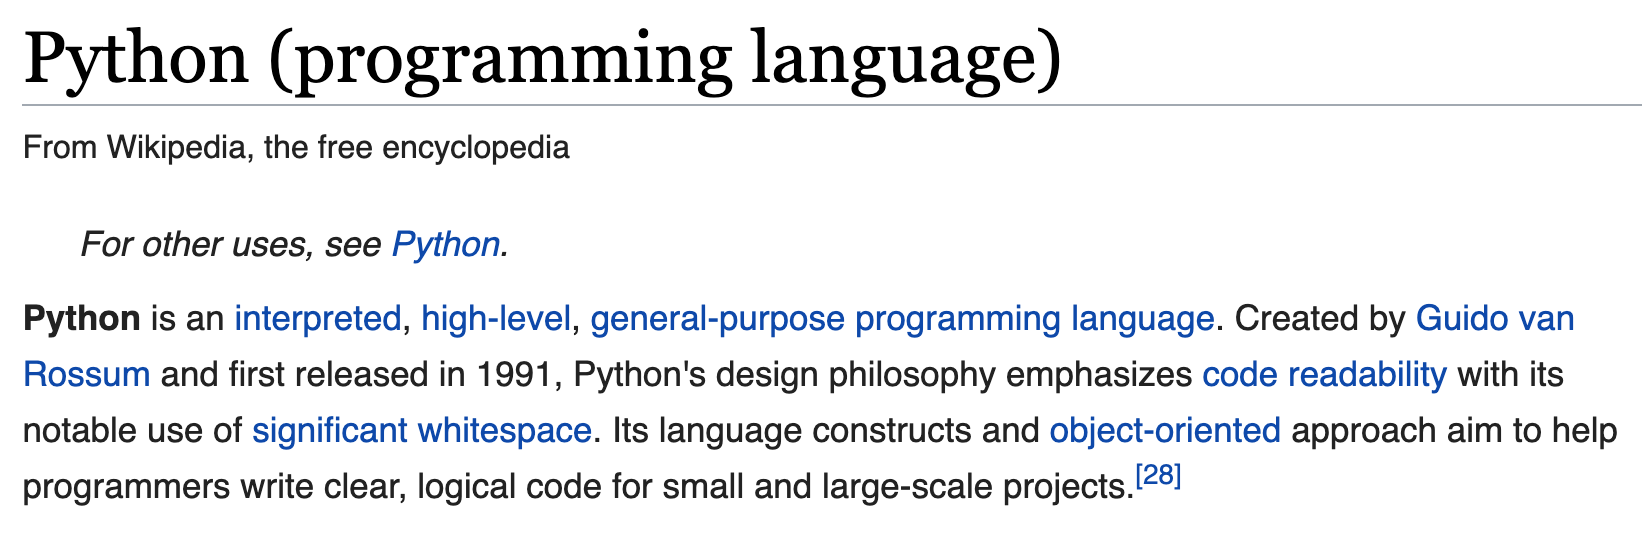 Python (programming language)
From Wikipedia, the free encyclopedia
For other uses, see Python.
Python is an interpreted, high-level, general-purpose programming language. Created by Guido van
Rossum and first released in 1991, Python's design philosophy emphasizes code readability with its
notable use of significant whitespace. Its language constructs and object-oriented approach aim to help
programmers write clear, logical code for small and large-scale projects.[28]